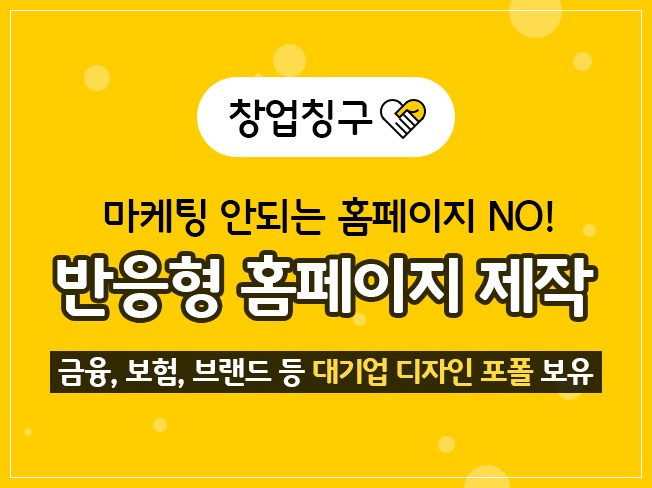 창업칭구
마케팅 안되는 홈페이지 NO!
반응형 홈페이지 제작
금융, 보험, 브랜드 등 대기업 디자인 포폴 보유